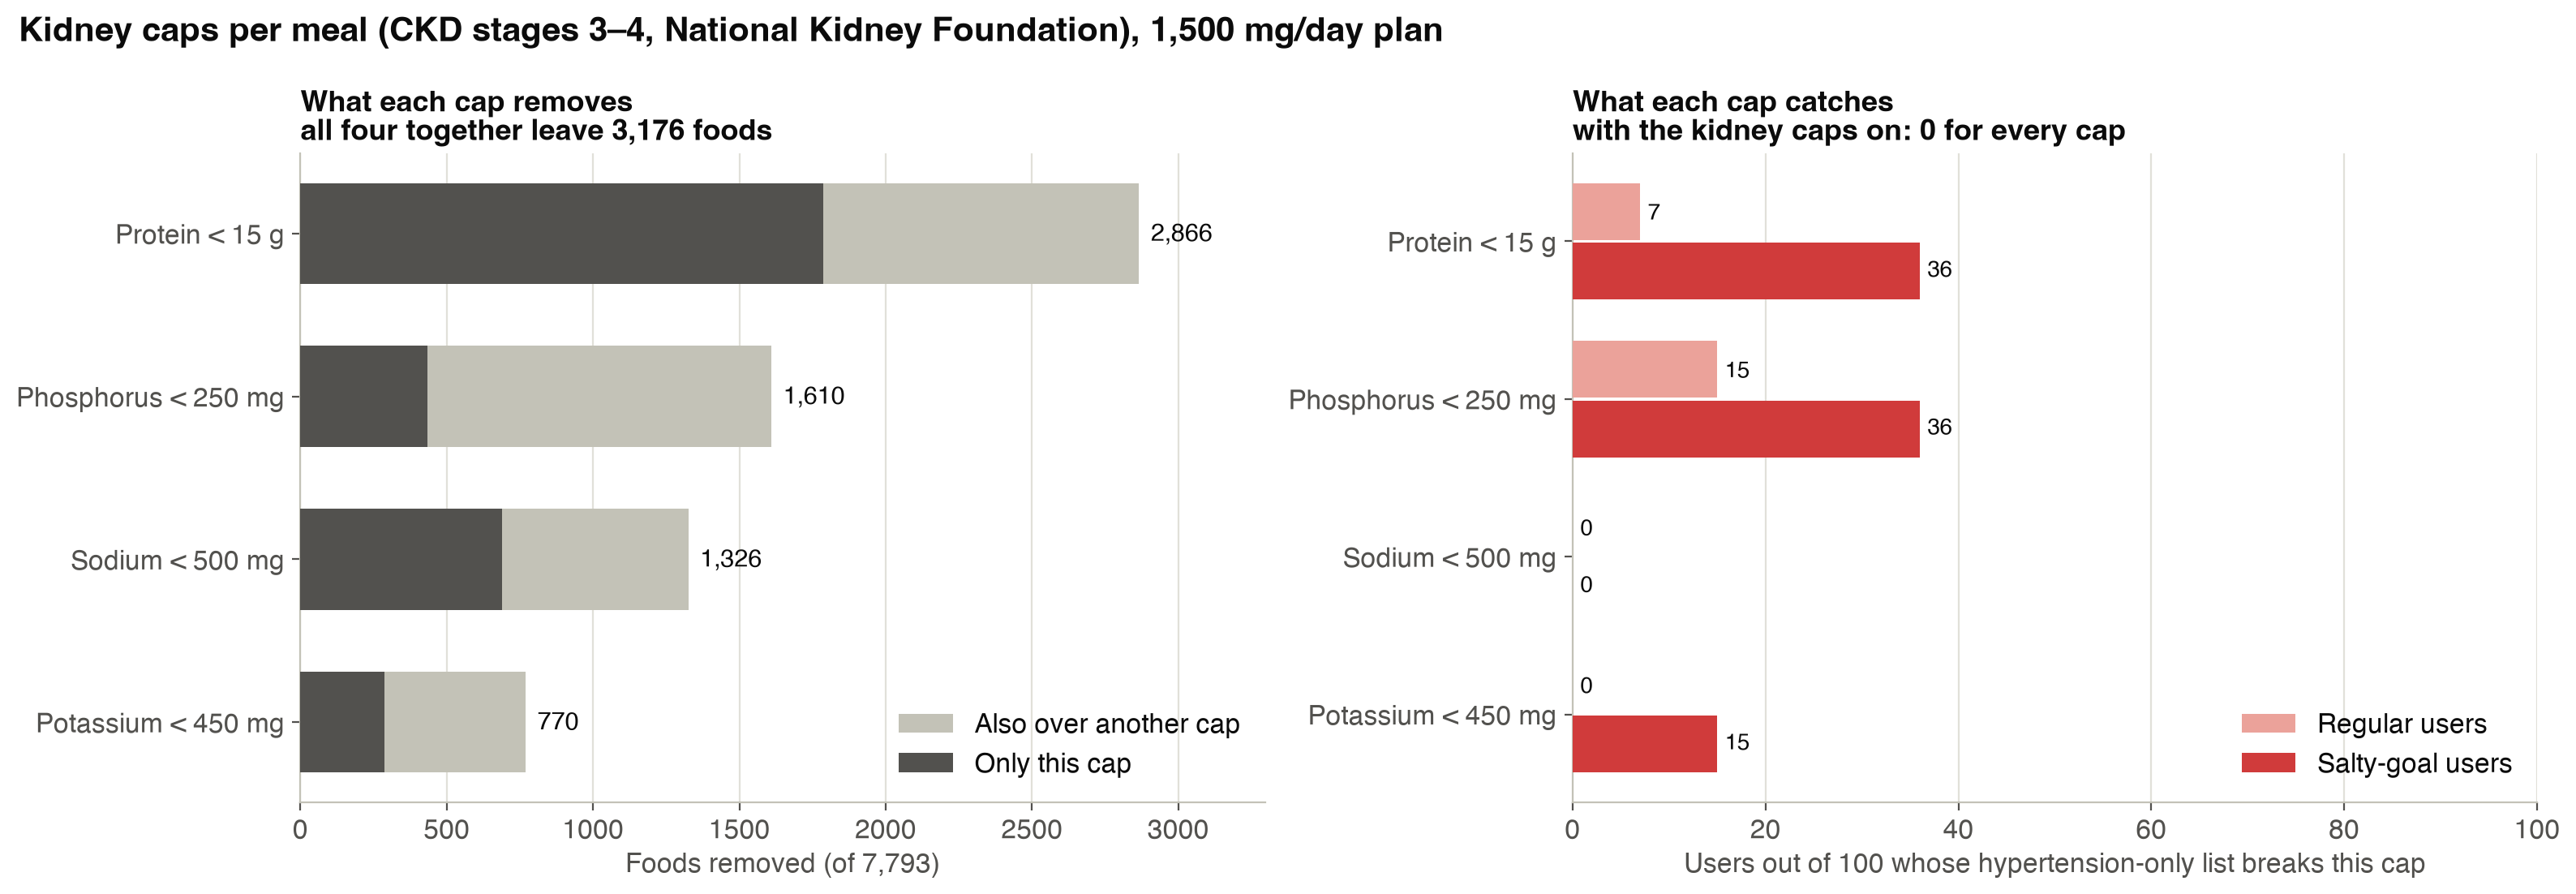 Kidney caps per meal (CKD stages 3–4, National Kidney Foundation), 1,500 mg/day plan
What each cap removes
all four together leave 3,176 foods
Protein < 15 g
2,866
Phosphorus < 250 mg
1,610
Sodium < 500 mg
1,326
Potassium < 450 mg
770
Also over another cap
Only this cap
0 500 1000 1500 2000 2500 3000
Foods removed (of 7,793)
What each cap catches
with the kidney caps on: 0 for every cap
7
Protein < 15 g
36
15
Phosphorus < 250 mg
36
0
Sodium < 500 mg
0
0
Potassium < 450 mg
15
Regular users
Salty-goal users
0 20 40 60 80 100
Users out of 100 whose hypertension-only list breaks this cap